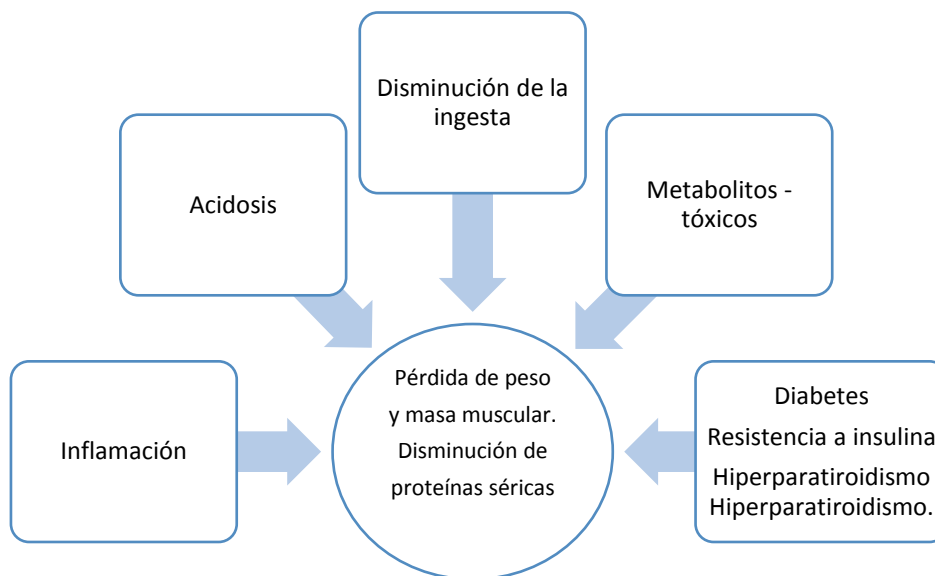 Disminución de la
ingesta
Acidosis
Metabolitos -
tóxicos
Inflamación
Pérdida de peso
y masa muscular.
Disminución de
proteínas séricas
Diabetes
Resistencia a insulina
Hiperparatiroidismo
Hiperparatiroidismo.